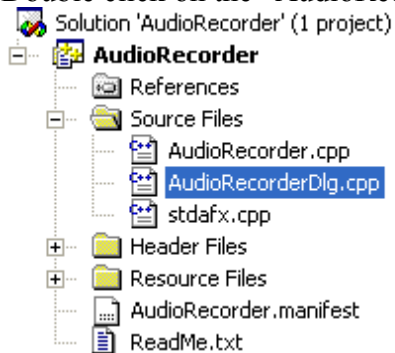 Solution 'AudioRecorder' (1 project)
AudioRecorder
References
Source Files
AudioRecorder.cpp
AudioRecorderDlg.cpp
stdafx.cpp
Header Files
Resource Files
AudioRecorder.manifest
ReadMe.txt